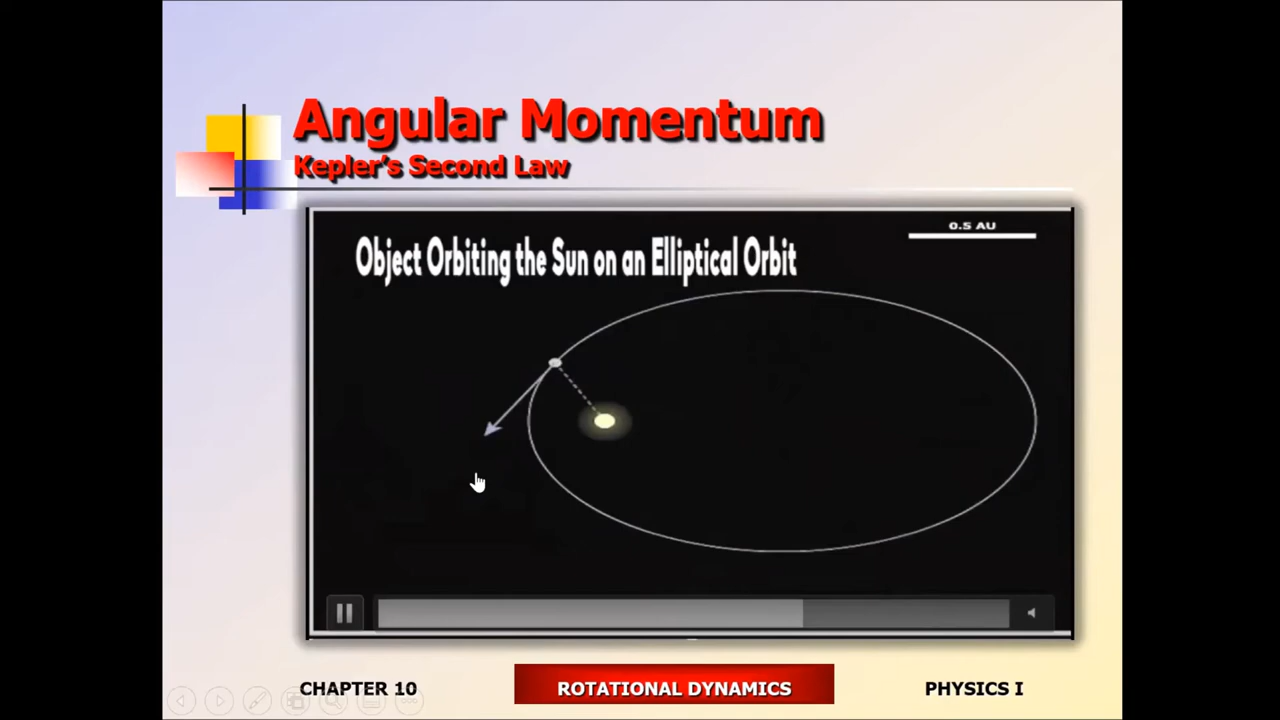 Angular Momentum
Kepler's Second Law
0.5 AU
Object Orbiting the Sun on an Elliptical Orbit
CHAPTER 10
ROTATIONAL DYNAMICS
PHYSICS I